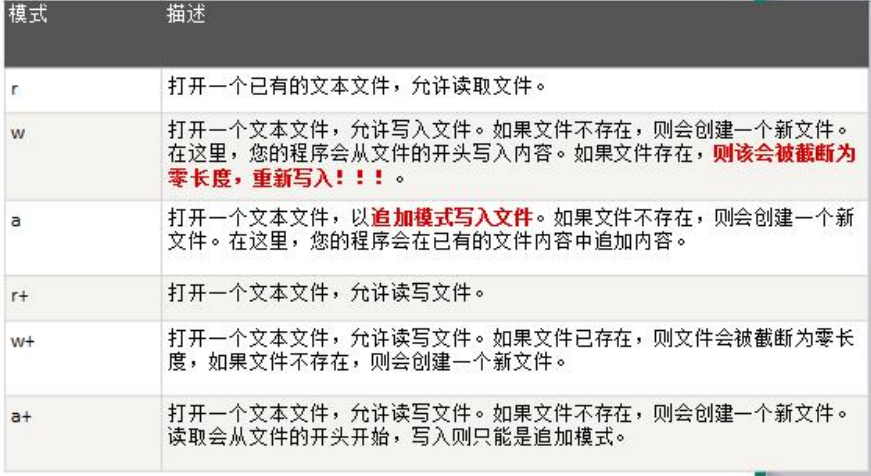 模式 描述
r 打开一个已有的文本文件，允许读取文件。
w 打开一个文本文件，允许写入文件。如果文件不存在，则会创建一个新文件。
在这里，您的程序会从文件的开头写入内容。如果文件存在，则该会被截断为
零长度，重新写入！！！。
a 打开一个文本文件，以追加模式写入文件。如果文件不存在，则会创建一个新
文件。在这里，您的程序会在已有的文件内容中追加内容。
r+ 打开一个文本文件，允许读写文件。
w+ 打开一个文本文件，允许读写文件。如果文件已存在，则文件会被截断为零长
度，如果文件不存在，则会创建一个新文件。
a+ 打开一个文本文件，允许读写文件。如果文件不存在，则会创建一个新文件。
读取会从文件的开头开始，写入则只能是追加模式。